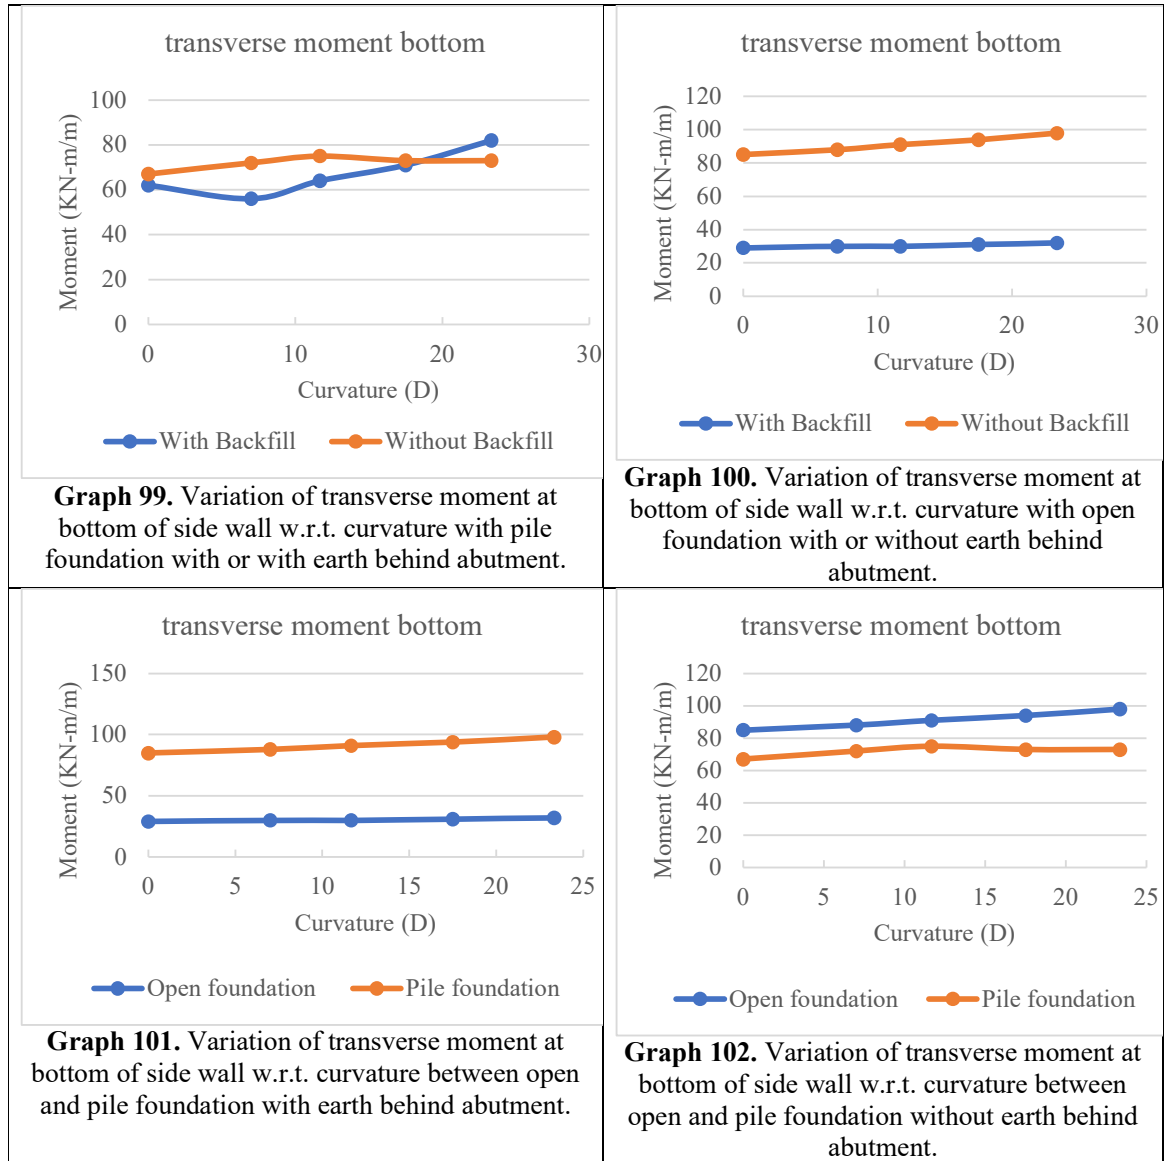 transverse moment bottom
100
80
60
40
20
0
Moment (KN-m/m)
0 10 20 30
Curvature (D)
With Backfill Without Backfill
Graph 99. Variation of transverse moment at
bottom of side wall w.r.t. curvature with pile
foundation with or with earth behind abutment.
transverse moment bottom
120
100
80
60
40
20
0
Moment (KN-m/m)
0 10 20 30
Curvature (D)
With Backfill Without Backfill
Graph 100. Variation of transverse moment at
bottom of side wall w.r.t. curvature with open
foundation with or without earth behind
abutment.
transverse moment bottom
150
100
50
0
Moment (KN-m/m)
0 5 10 15 20 25
Curvature (D)
Open foundation Pile foundation
Graph 101. Variation of transverse moment at
bottom of side wall w.r.t. curvature between open
and pile foundation with earth behind abutment.
transverse moment bottom
120
100
80
60
40
20
0
Moment (KN-m/m)
0 5 10 15 20 25
Curvature (D)
Open foundation Pile foundation
Graph 102. Variation of transverse moment at
bottom of side wall w.r.t. curvature between
open and pile foundation without earth behind
abutment.